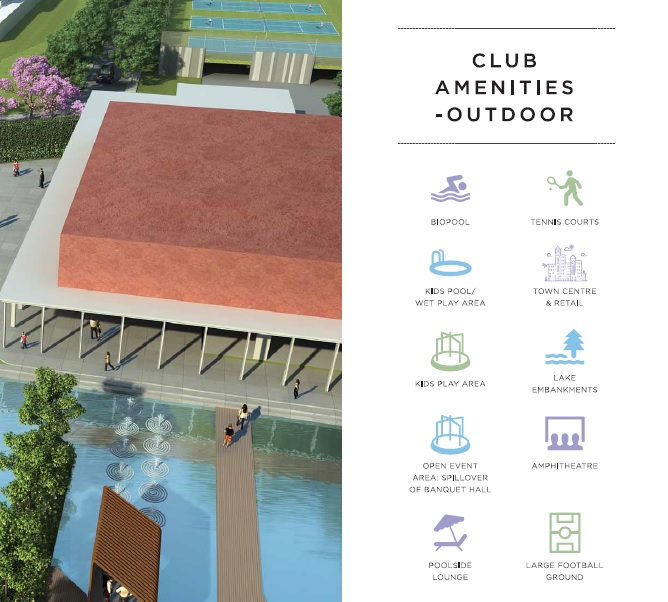 CLUB
AMENITIES
-OUTDOOR
BIOPOOL
TENNIS COURTS
KIDS POOL/
WET PLAY AREA
TOWN CENTRE
& RETAIL
KIDS PLAY AREA
LAKE
EMBANKMENTS
OPEN EVENT
AREA: SPILLOVER
OF BANQUET HALL
AMPHITHEATRE
POOLSIDE
LOUNGE
LARGE FOOTBALL
GROUND